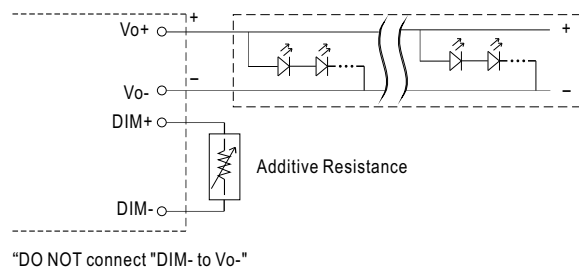 Vo+
+
+
−
−
Vo-
DIM+
Additive Resistance
DIM-
“DO NOT connect "DIM- to Vo-"